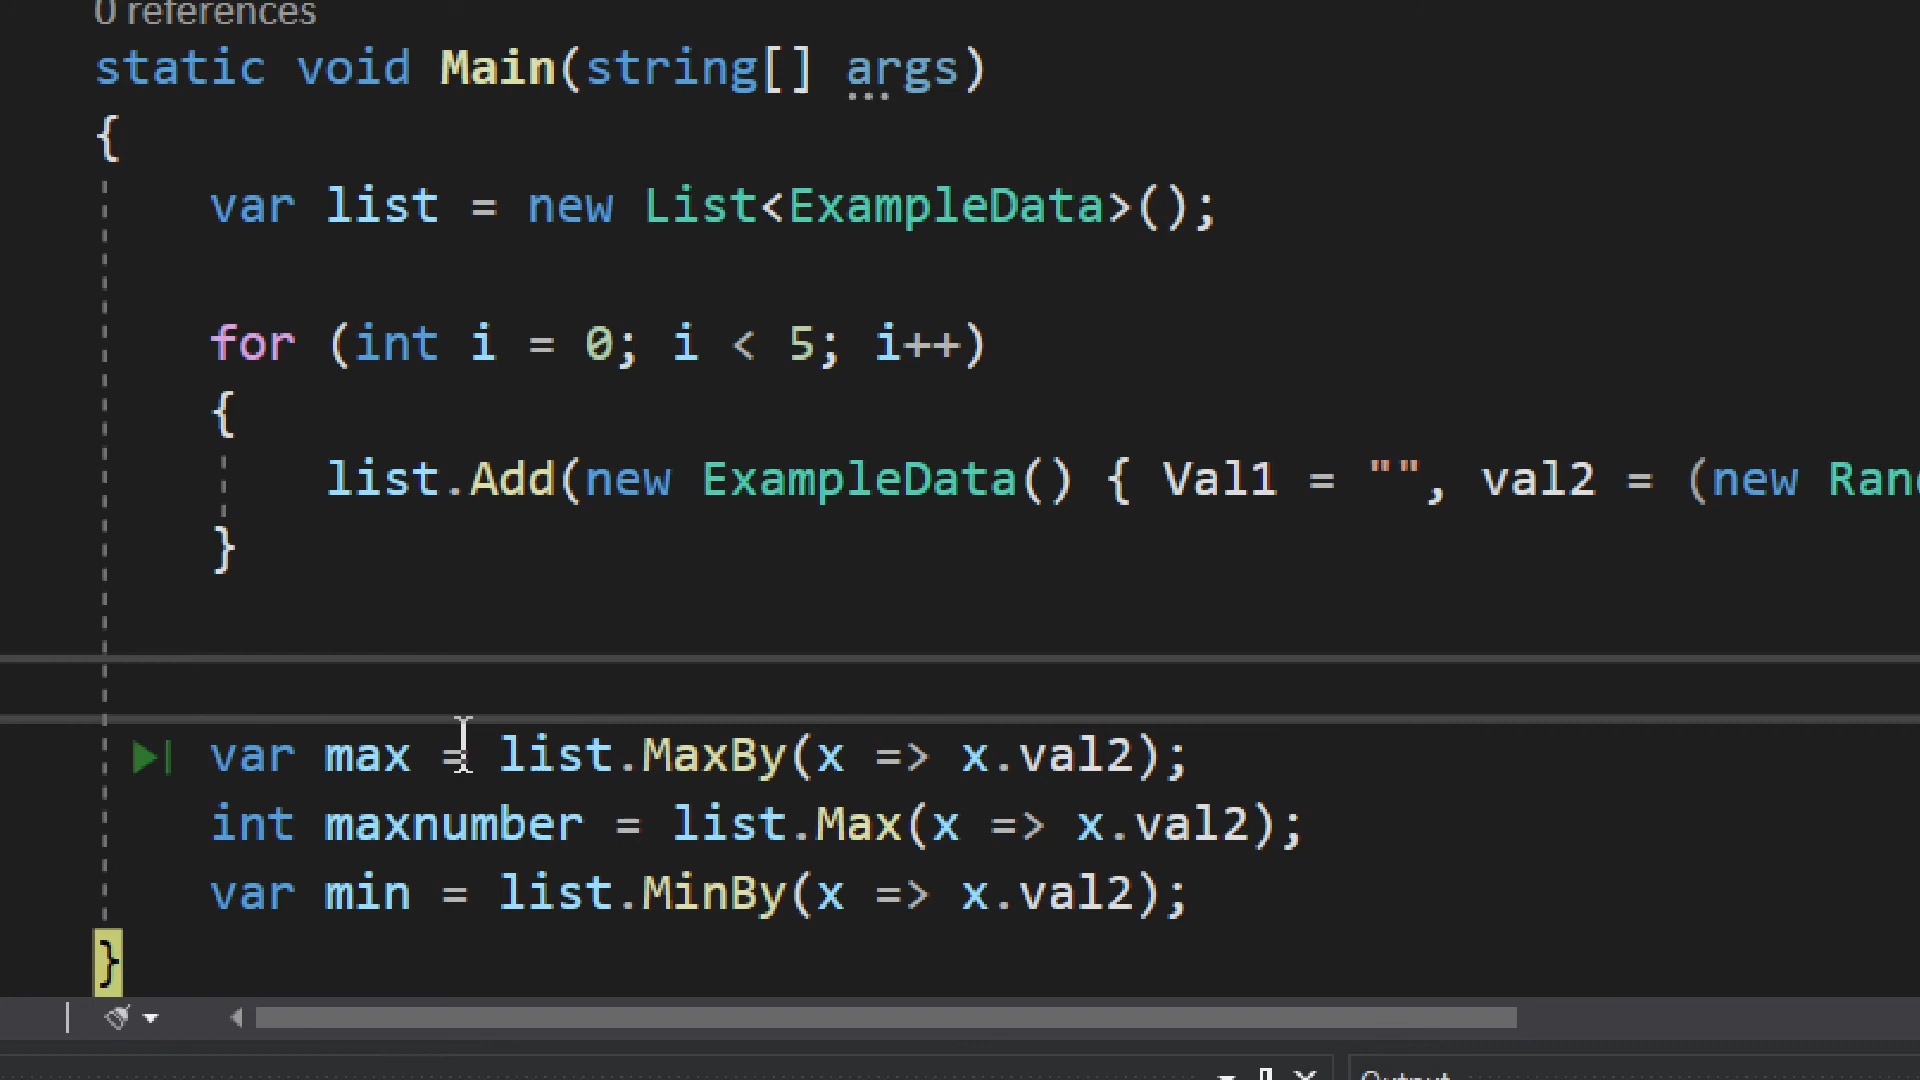 0 references
static void Main(string[] args)
{
var list = new List<ExampleData>();
for (int i = 0; i < 5; i++)
{
list.Add(new ExampleData() { Val1 = "", val2 = (new
}
var max = list.MaxBy(x => x.val2);
int maxnumber = list.Max(x => x.val2);
var min = list.MinBy(x => x.val2);
}
Output